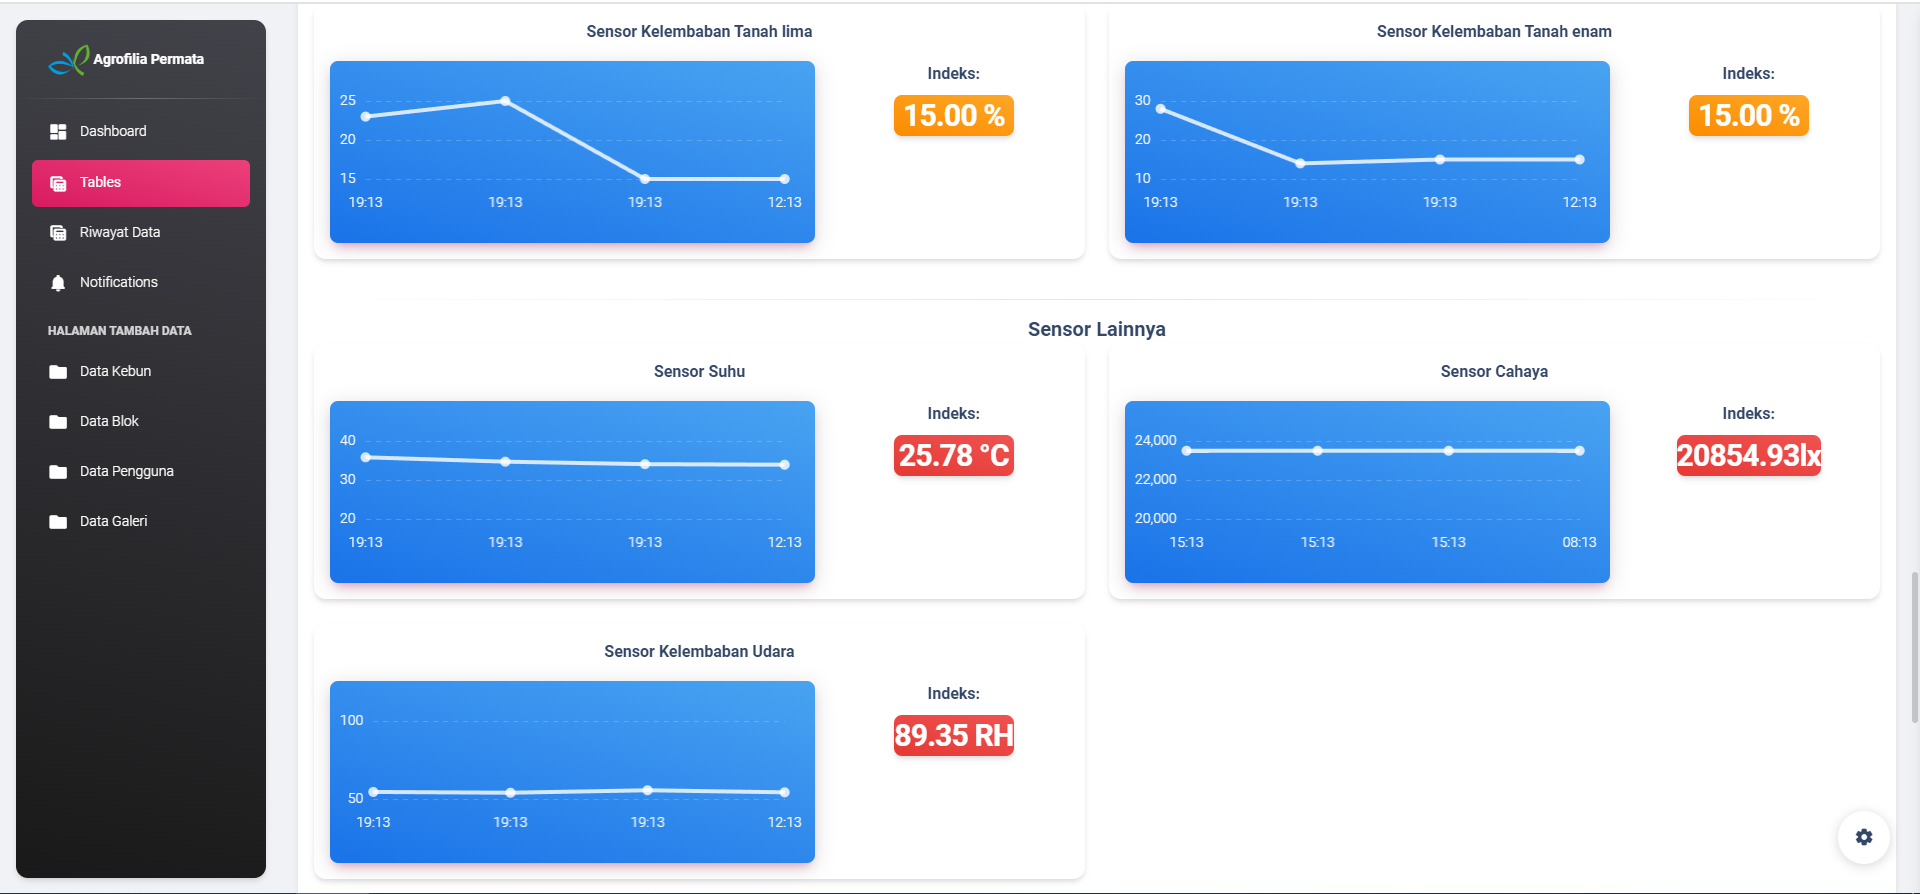 Agrofilia Permata
Dashboard
Tables
Riwayat Data
Notifications
HALAMAN TAMBAH DATA
Data Kebun
Data Blok
Data Pengguna
Data Galeri
Sensor Kelembaban Tanah lima
25
20
15
19:13 19:13 19:13 12:13
Indeks:
15.00 %
Sensor Kelembaban Tanah enam
30
20
10
19:13 19:13 19:13 12:13
Indeks:
15.00 %
Sensor Lainnya
Sensor Suhu
40
30
20
19:13 19:13 19:13 12:13
Indeks:
25.78 °C
Sensor Cahaya
24,000
22,000
20,000
15:13 15:13 15:13 08:13
Indeks:
20854.93lx
Sensor Kelembaban Udara
100
50
19:13 19:13 19:13 12:13
Indeks:
89.35 RH